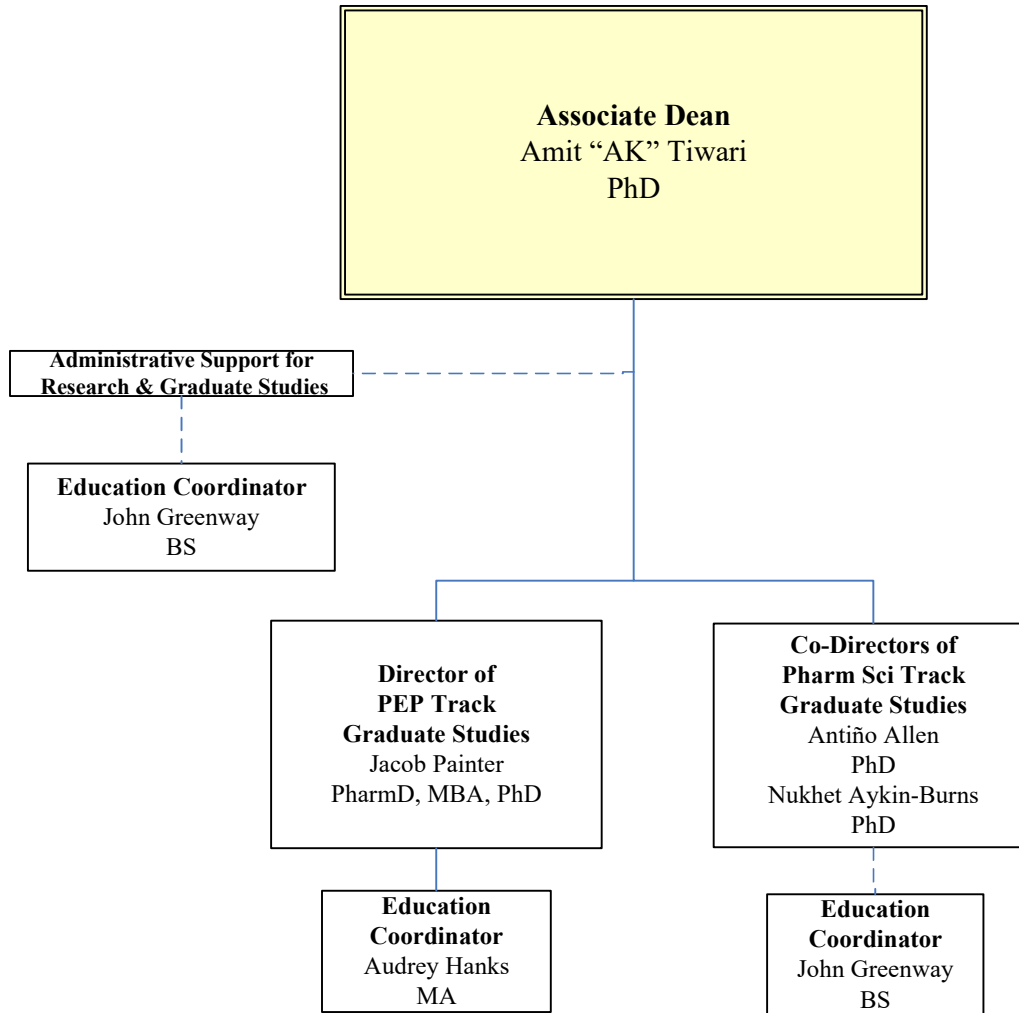 Associate Dean
Amit “AK” Tiwari
PhD
Administrative Support for
Research & Graduate Studies
Education Coordinator
John Greenway
BS
Director of
PEP Track
Graduate Studies
Jacob Painter
PharmD, MBA, PhD
Co-Directors of
Pharm Sci Track
Graduate Studies
Antiño Allen
PhD
Nukhet Aykin-Burns
PhD
Education
Coordinator
Audrey Hanks
MA
Education
Coordinator
John Greenway
BS